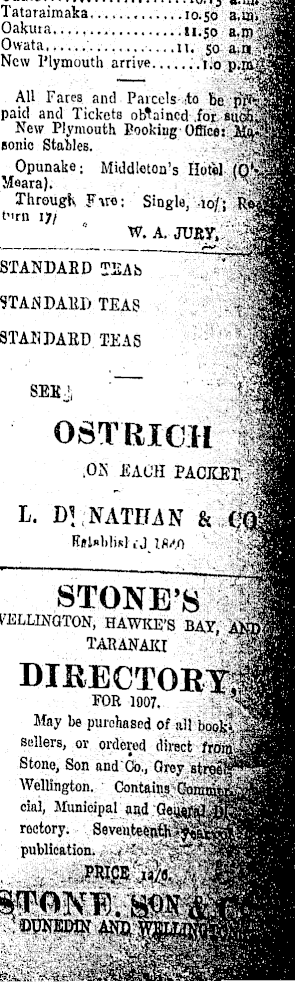 Tataraimaka..............10.50 a.m.
Oakura..................11.50 a.m
Owata..................11. 50 a.m
New Plymouth arrive.......1.0 p.m
All Fares and Parcels to be pre-
paid and Tickets obtained for such.
New Plymouth Booking Office: Ma-
sonic Stables.
Opunake: Middleton's Hotel (O'
Meara).
Through Fare: Single, 10/; Re
turn 17/
W. A. JURY,
STANDARD TEAS
STANDARD TEAS
STANDARD TEAS
SEE
OSTRICH
ON EACH PACKET,
L. D. NATHAN & CO
Established 1840
STONE'S
WELLINGTON, HAWKE'S BAY, AND
TARANAKI
DIRECTORY,
FOR 1907.
May be purchased of all book-
sellers, or ordered direct from
Stone, Son and Co., Grey street
Wellington. Contains Commer-
cial, Municipal and General Di
rectory. Seventeenth year of
publication.
PRICE 12/6.
STONE, SON & CO
DUNEDIN AND WELLINGTON